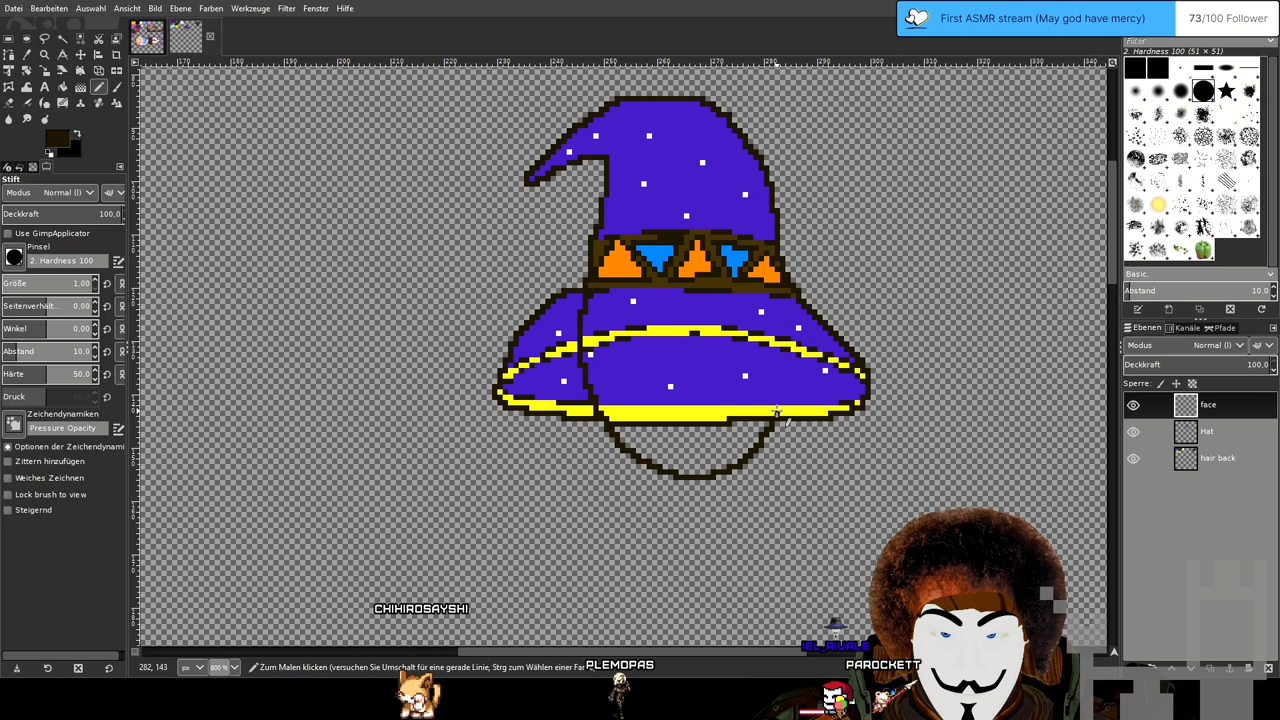 Datei Bearbeiten Auswahl Ansicht Bild Ebene Farben Werkzeuge Filter Fenster Hilfe
First ASMR stream (May god have mercy) 73/100 Follower
Filter
2. Hardness 100 (51 × 51)
Stift
Modus Normal (l)
Deckkraft 100,0
Use GimpApplicator
Pinsel
2. Hardness 100
Größe 1,00
Seitenverhält... 0,00
Winkel 0,00
Abstand 10,0
Härte 50,0
Druck
Zeichendynamiken
Pressure Opacity
Optionen der Zeichendynami
Zittern hinzufügen
Weiches Zeichnen
Lock brush to view
Steigernd
Basic.
Abstand 10,0
Ebenen Kanäle Pfade
Modus Normal (l)
Deckkraft 100,0
Sperre:
face
Hat
hair back
CHIHIROSAYSHI
PLEMOPAS
PAROCKETT
282, 143 px 800 % Zum Malen klicken (versuchen Sie Umschalt für eine gerade Linie, Strg zum Wählen einer Far